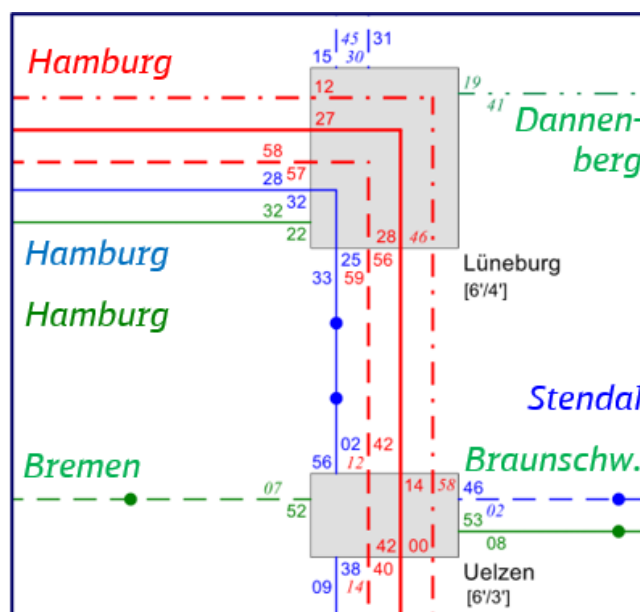 45 31
15 30
Hamburg
12
19
41
27
Dannen-
berg
58
57
28
32
32
22
28 46
Hamburg
25 56
33 59
Lüneburg
[6'/4']
Hamburg
Stendal
02 42
56 12
Bremen
Braunschw.
07
52
14 58 46
02
53
08
42 00
38 40
09 14
Uelzen
[6'/3']